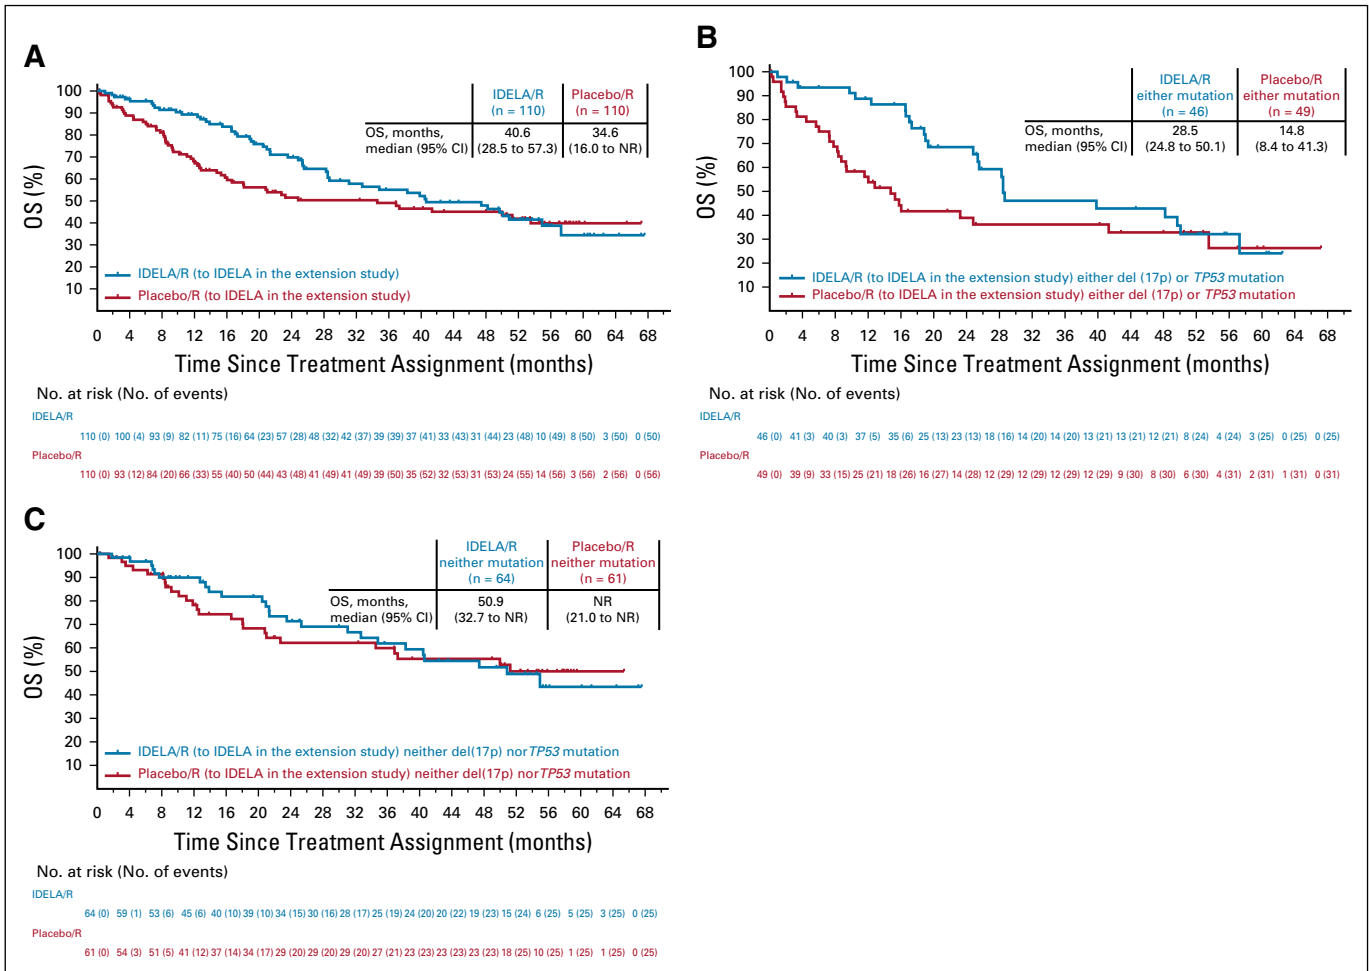 A
100
90
80
70
60
50
40
30
20
10
OS (%)
IDELA/R Placebo/R
(n = 110) (n = 110)
OS, months, 40.6 34.6
median (95% CI) (28.5 to 57.3) (16.0 to NR)
IDELA/R (to IDELA in the extension study)
Placebo/R (to IDELA in the extension study)
0 4 8 12 16 20 24 28 32 36 40 44 48 52 56 60 64 68
Time Since Treatment Assignment (months)
No. at risk (No. of events)
IDELA/R
110 (0) 100 (4) 93 (9) 82 (11) 75 (16) 64 (23) 57 (28) 48 (32) 42 (37) 39 (39) 37 (41) 33 (43) 31 (44) 23 (48) 10 (49) 8 (50) 3 (50) 0 (50)
Placebo/R
110 (0) 93 (12) 84 (20) 66 (33) 55 (40) 50 (44) 43 (48) 41 (49) 41 (49) 39 (50) 35 (52) 32 (53) 31 (53) 24 (55) 14 (56) 3 (56) 2 (56) 0 (56)
B
100
90
80
70
60
50
40
30
20
10
OS (%)
IDELA/R Placebo/R
either mutation either mutation
(n = 46) (n = 49)
OS, months, 28.5 14.8
median (95% CI) (24.8 to 50.1) (8.4 to 41.3)
IDELA/R (to IDELA in the extension study) either del (17p) or TP53 mutation
Placebo/R (to IDELA in the extension study) either del (17p) or TP53 mutation
0 4 8 12 16 20 24 28 32 36 40 44 48 52 56 60 64 68
Time Since Treatment Assignment (months)
No. at risk (No. of events)
IDELA/R
46 (0) 41 (3) 40 (3) 37 (5) 35 (6) 25 (13) 23 (13) 18 (16) 14 (20) 14 (20) 13 (21) 13 (21) 12 (21) 8 (24) 4 (24) 3 (25) 0 (25) 0 (25)
Placebo/R
49 (0) 39 (9) 33 (15) 25 (21) 18 (26) 16 (27) 14 (28) 12 (29) 12 (29) 12 (29) 12 (29) 9 (30) 8 (30) 6 (30) 4 (31) 2 (31) 1 (31) 0 (31)
C
100
90
80
70
60
50
40
30
20
10
OS (%)
IDELA/R Placebo/R
neither mutation neither mutation
(n = 64) (n = 61)
OS, months, 50.9 NR
median (95% CI) (32.7 to NR) (21.0 to NR)
IDELA/R (to IDELA in the extension study) neither del(17p) nor TP53 mutation
Placebo/R (to IDELA in the extension study) neither del(17p) nor TP53 mutation
0 4 8 12 16 20 24 28 32 36 40 44 48 52 56 60 64 68
Time Since Treatment Assignment (months)
No. at risk (No. of events)
IDELA/R
64 (0) 59 (1) 53 (6) 45 (6) 40 (10) 39 (10) 34 (15) 30 (16) 28 (17) 25 (19) 24 (20) 20 (22) 19 (23) 15 (24) 6 (25) 5 (25) 3 (25) 0 (25)
Placebo/R
61 (0) 54 (3) 51 (5) 41 (12) 37 (14) 34 (17) 29 (20) 29 (20) 29 (20) 27 (21) 23 (23) 23 (23) 23 (23) 18 (25) 10 (25) 1 (25) 1 (25) 0 (25)